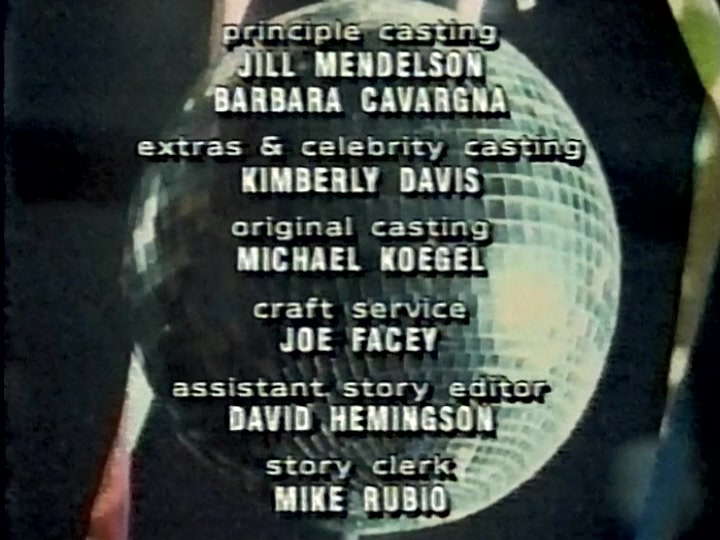 principle casting
JILL MENDELSON
BARBARA CAVARGNA
extras & celebrity casting
KIMBERLY DAVIS
original casting
MICHAEL KOEGEL
craft service
JOE FACEY
assistant story editor
DAVID HEMINGSON
story clerk
MIKE RUBIO